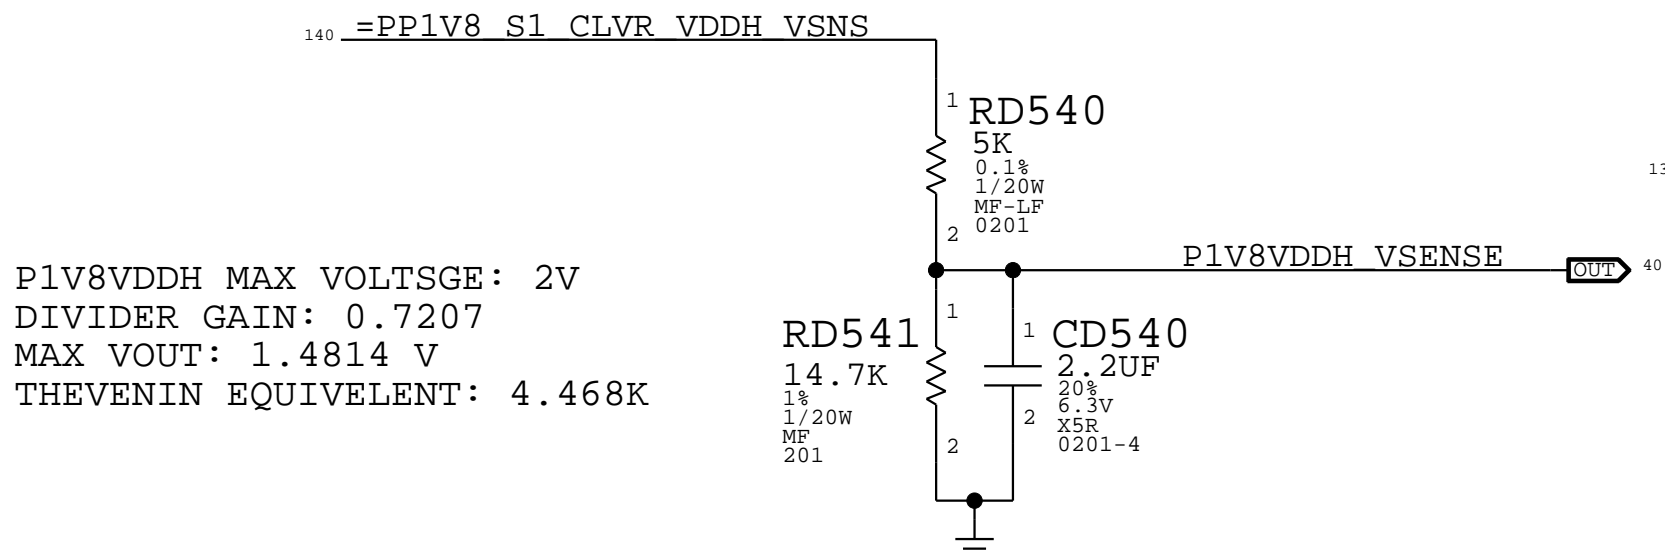 140 =PP1V8_S1_CLVR_VDDH_VSNS
1
RD540
5K
0.1%
1/20W
MF-LF
0201
2
13
P1V8VDDH_VSENSE
OUT 40
P1V8VDDH MAX VOLTSGE: 2V
DIVIDER GAIN: 0.7207
MAX VOUT: 1.4814 V
THEVENIN EQUIVELENT: 4.468K
1
RD541
14.7K
1%
1/20W
MF
201
2
1 CD540
2.2UF
20%
6.3V
X5R
0201-4
2